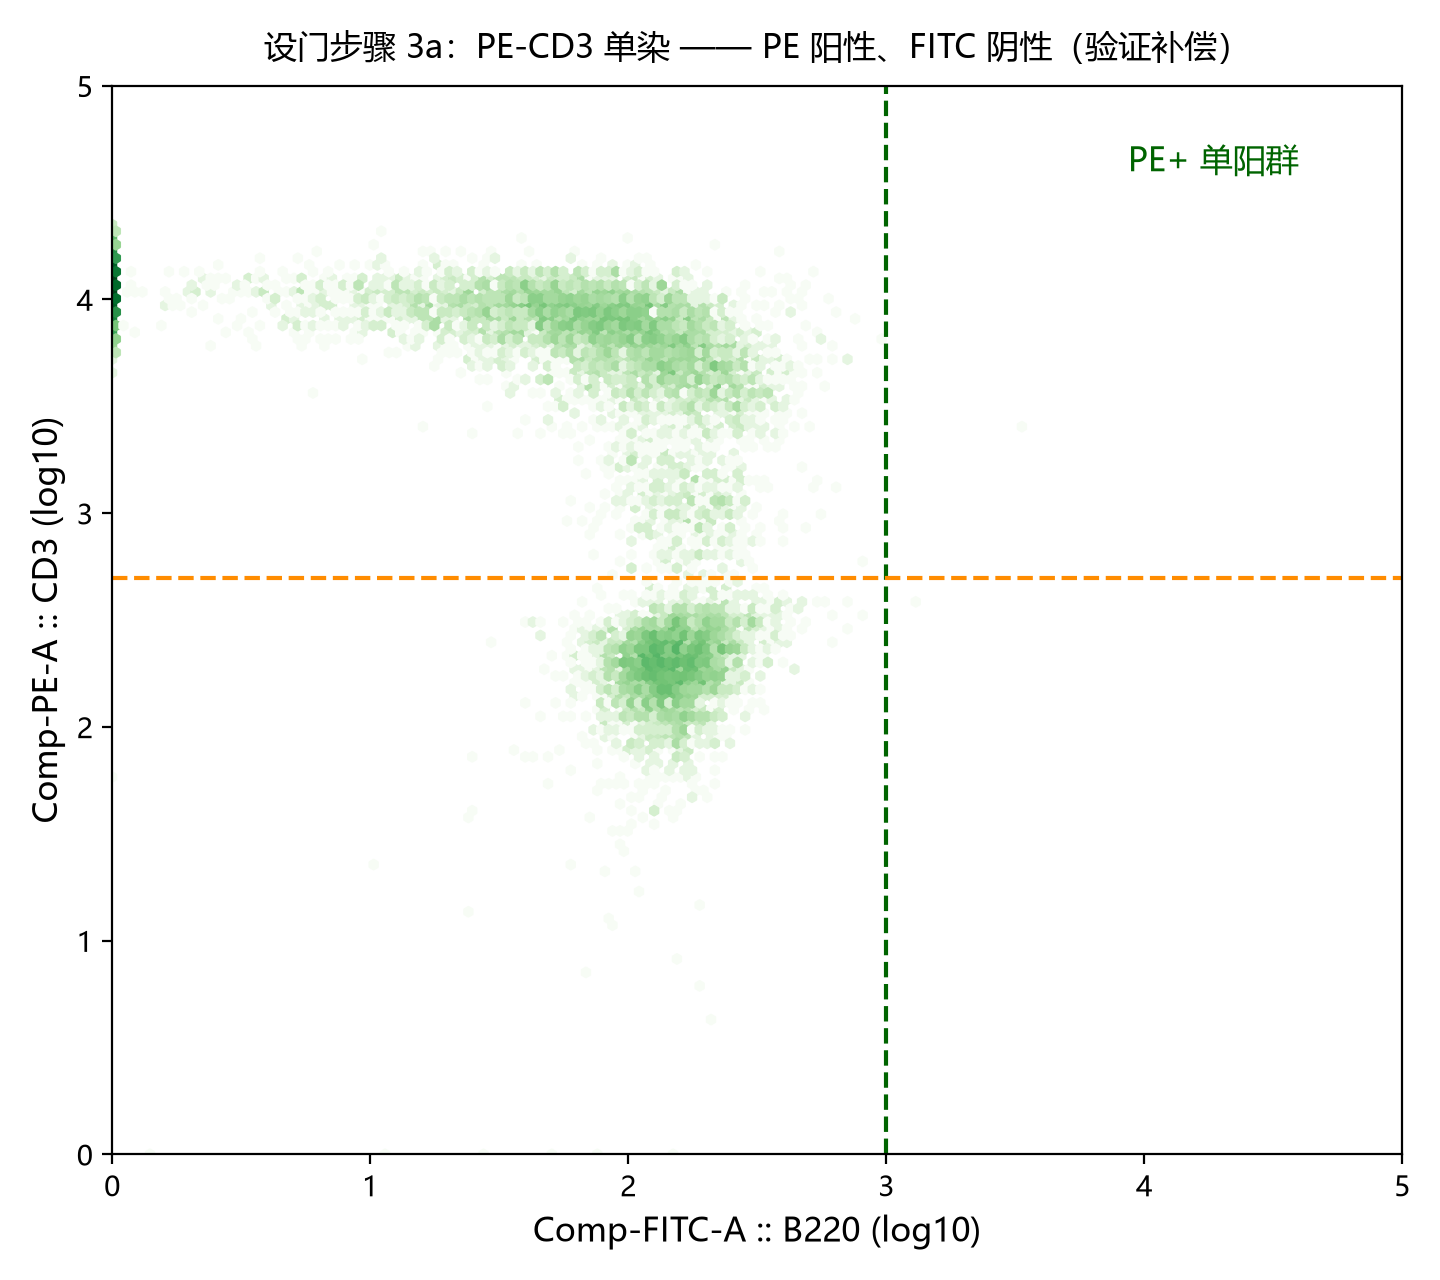 设门步骤 3a：PE-CD3 单染 —— PE 阳性、FITC 阴性（验证补偿）
5
PE+ 单阳群
4
3
2
1
0
Comp-PE-A :: CD3 (log10)
0 1 2 3 4 5
Comp-FITC-A :: B220 (log10)